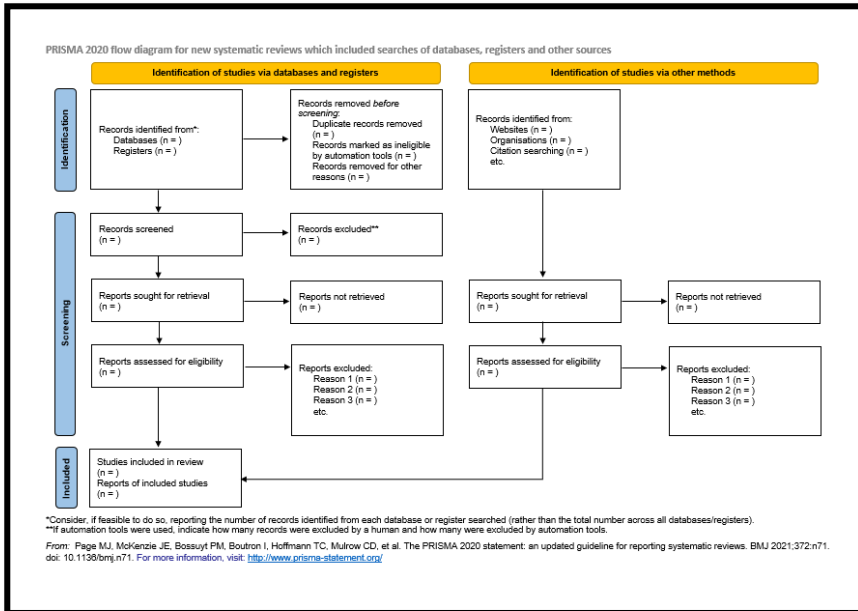 PRISMA 2020 flow diagram for new systematic reviews which included searches of databases, registers and other sources
Identification of studies via databases and registers
Identification of studies via other methods
Identification
Records identified from*:
Databases (n = )
Registers (n = )
Records removed before
screening:
Duplicate records removed
(n = )
Records marked as ineligible
by automation tools (n = )
Records removed for other
reasons (n = )
Records identified from:
Websites (n = )
Organisations (n = )
Citation searching (n = )
etc.
Screening
Records screened
(n = )
Records excluded**
(n = )
Reports sought for retrieval
(n = )
Reports not retrieved
(n = )
Reports sought for retrieval
(n = )
Reports not retrieved
(n = )
Reports assessed for eligibility
(n = )
Reports excluded:
Reason 1 (n = )
Reason 2 (n = )
Reason 3 (n = )
etc.
Reports assessed for eligibility
(n = )
Reports excluded:
Reason 1 (n = )
Reason 2 (n = )
Reason 3 (n = )
etc.
Included
Studies included in review
(n = )
Reports of included studies
(n = )
*Consider, if feasible to do so, reporting the number of records identified from each database or register searched (rather than the total number across all databases/registers).
**If automation tools were used, indicate how many records were excluded by a human and how many were excluded by automation tools.
From: Page MJ, McKenzie JE, Bossuyt PM, Boutron I, Hoffmann TC, Mulrow CD, et al. The PRISMA 2020 statement: an updated guideline for reporting systematic reviews. BMJ 2021;372:n71.
doi: 10.1136/bmj.n71. For more information, visit: http://www.prisma-statement.org/